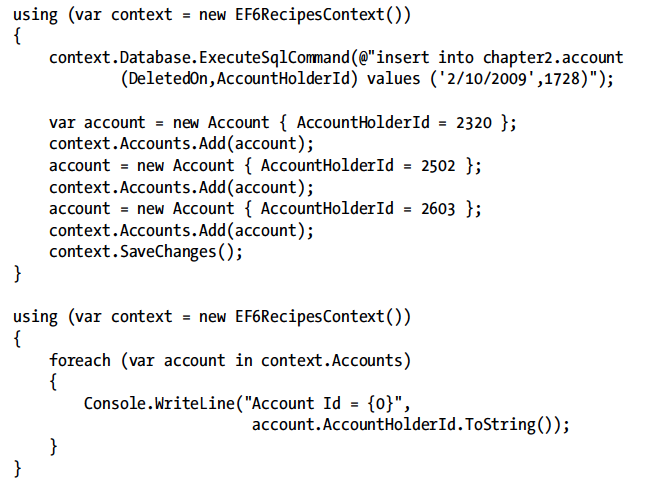 using (var context = new EF6RecipesContext())
{
    context.Database.ExecuteSqlCommand(@"insert into chapter2.account
            (DeletedOn,AccountHolderId) values ('2/10/2009',1728)");

    var account = new Account { AccountHolderId = 2320 };
    context.Accounts.Add(account);
    account = new Account { AccountHolderId = 2502 };
    context.Accounts.Add(account);
    account = new Account { AccountHolderId = 2603 };
    context.Accounts.Add(account);
    context.SaveChanges();
}

using (var context = new EF6RecipesContext())
{
    foreach (var account in context.Accounts)
    {
        Console.WriteLine("Account Id = {0}",
                           account.AccountHolderId.ToString());
    }
}